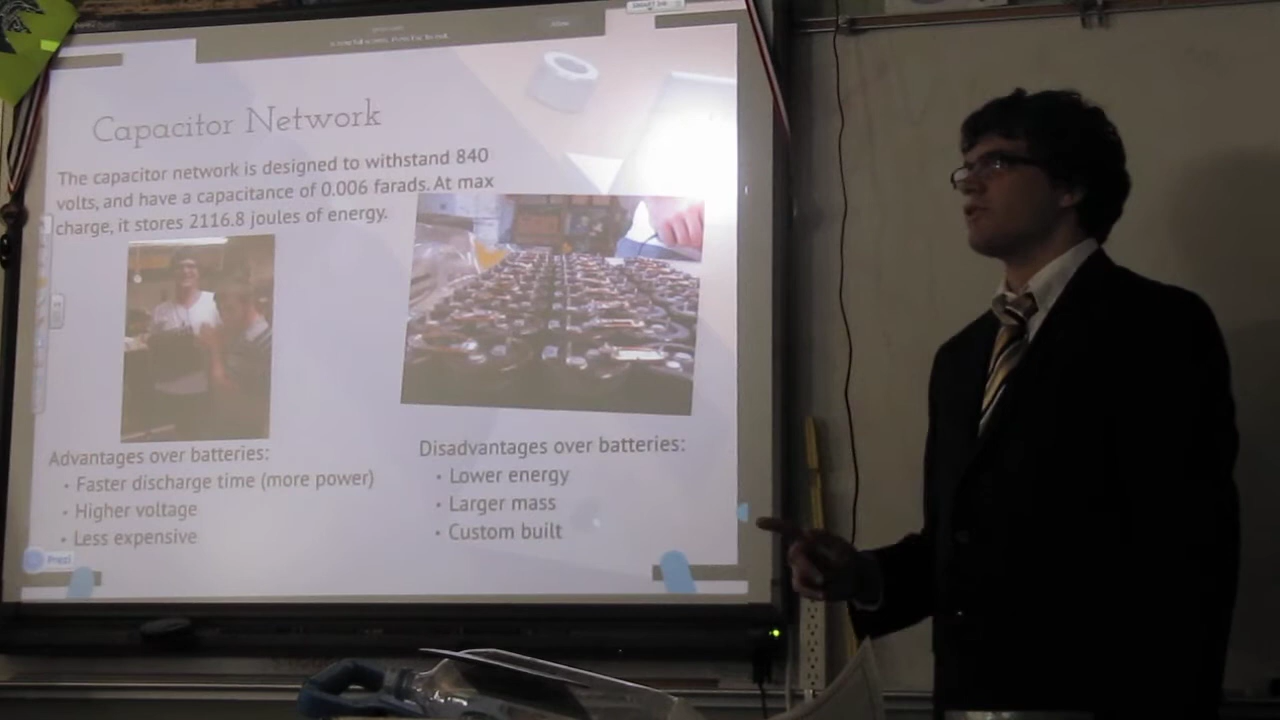 Capacitor Network
The capacitor network is designed to withstand 840
volts, and have a capacitance of 0.006 farads. At max
charge, it stores 2116.8 joules of energy.
Advantages over batteries:
• Faster discharge time (more power)
• Higher voltage
• Less expensive
Disadvantages over batteries:
• Lower energy
• Larger mass
• Custom built
Prezi